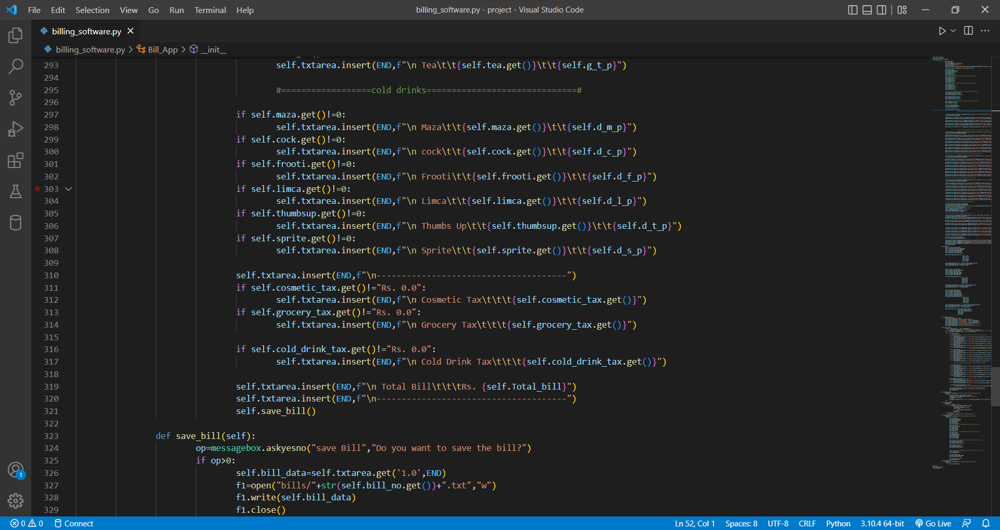 File Edit Selection View Go Run Terminal Help billing_software.py - project - Visual Studio Code
billing_software.py
billing_software.py > Bill_App > __init__
293 self.txtarea.insert(END,f"\n Tea\t\t{self.tea.get()}\t\t{self.g_t_p}")
294
295 #==================cold drinks==============================#
296
297 if self.maza.get()!=0:
298 self.txtarea.insert(END,f"\n Maza\t\t{self.maza.get()}\t\t{self.d_m_p}")
299 if self.cock.get()!=0:
300 self.txtarea.insert(END,f"\n cock\t\t{self.cock.get()}\t\t{self.d_c_p}")
301 if self.frooti.get()!=0:
302 self.txtarea.insert(END,f"\n Frooti\t\t{self.frooti.get()}\t\t{self.d_f_p}")
303 if self.limca.get()!=0:
304 self.txtarea.insert(END,f"\n Limca\t\t{self.limca.get()}\t\t{self.d_l_p}")
305 if self.thumbsup.get()!=0:
306 self.txtarea.insert(END,f"\n Thumbs Up\t\t{self.thumbsup.get()}\t\t{self.d_t_p}")
307 if self.sprite.get()!=0:
308 self.txtarea.insert(END,f"\n Sprite\t\t{self.sprite.get()}\t\t{self.d_s_p}")
309
310 self.txtarea.insert(END,f"\n--------------------------------------")
311 if self.cosmetic_tax.get()!="Rs. 0.0":
312 self.txtarea.insert(END,f"\n Cosmetic Tax\t\t\t{self.cosmetic_tax.get()}")
313 if self.grocery_tax.get()!="Rs. 0.0":
314 self.txtarea.insert(END,f"\n Grocery Tax\t\t\t{self.grocery_tax.get()}")
315
316 if self.cold_drink_tax.get()!="Rs. 0.0":
317 self.txtarea.insert(END,f"\n Cold Drink Tax\t\t\t{self.cold_drink_tax.get()}")
318
319 self.txtarea.insert(END,f"\n Total Bill\t\t\tRs. {self.Total_bill}")
320 self.txtarea.insert(END,f"\n--------------------------------------")
321 self.save_bill()
322
323 def save_bill(self):
324 op=messagebox.askyesno("save Bill","Do you want to save the bill?")
325 if op>0:
326 self.bill_data=self.txtarea.get('1.0',END)
327 f1=open("bills/"+str(self.bill_no.get())+".txt","w")
328 f1.write(self.bill_data)
329 f1.close()
1
0 0 Connect Ln 52, Col 1 Spaces: 8 UTF-8 CRLF Python 3.10.4 64-bit Go Live